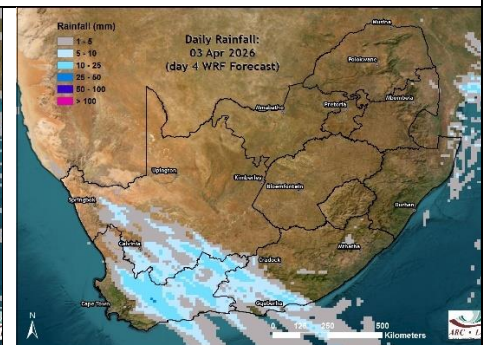 Rainfall (mm)
1 - 5
5 - 10
10 - 25
25 - 50
50 - 100
> 100
Daily Rainfall:
03 Apr 2026
(day 4 WRF Forecast)
Musina
Polokwane
Mbombela
Pretoria
Mmabatho
Upington
Kimberley
Bloemfontein
Springbok
Durban
Calvinia
Mthatha
Cradock
Cape Town
Gqeberha
N
0 125 250 500
Kilometers